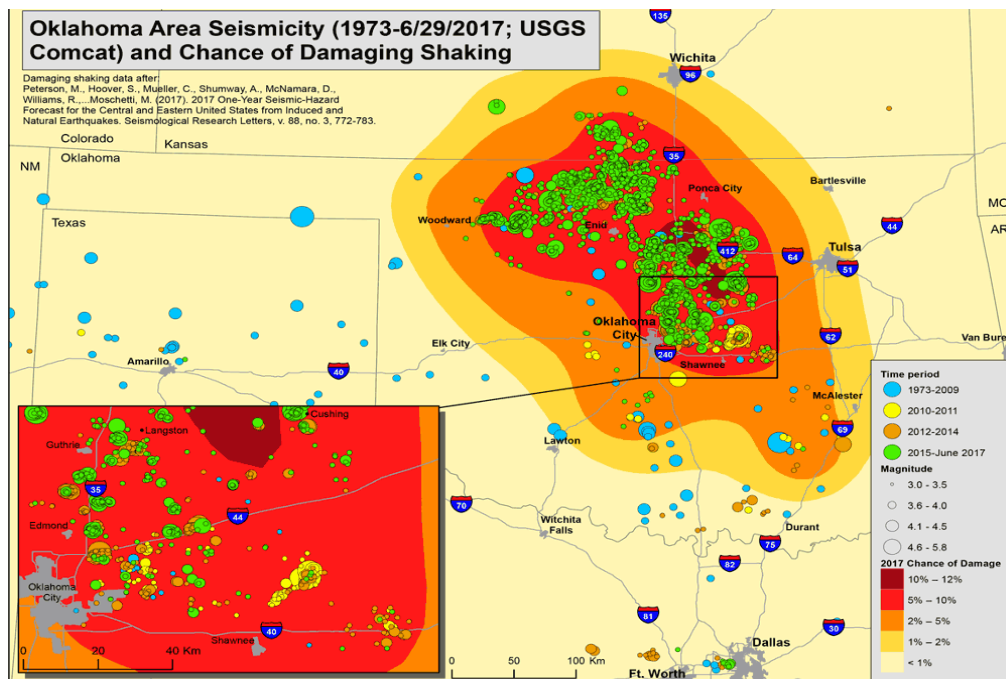 Oklahoma Area Seismicity (1973-6/29/2017; USGS
Comcat) and Chance of Damaging Shaking
Damaging shaking data after:
Peterson, M., Hoover, S., Mueller, C., Shumway, A., McNamara, D.,
Williams, R.,...Moschetti, M. (2017). 2017 One-Year Seismic-Hazard
Forecast for the Central and Eastern United States from Induced and
Natural Earthquakes. Seismological Research Letters, v. 88, no. 3, 772-783.
135
Wichita
96
Colorado
Kansas
NM
Oklahoma
35
Ponca City
Bartlesville
MO
AR
Texas
Woodward
Enid
412
64
44
Tulsa
51
Oklahoma
City
240
62
Van Bure
Elk City
Amarillo
40
Shawnee
McAlester
69
Lawton
70
Witchita
Falls
Durant
75
82
81
30
Dallas
Ft. Worth
0 50 100 Km
Cushing
Langston
Guthrie
35
44
Edmond
Oklahoma
City
40
Shawnee
0 20 40 Km
Time period
1973-2009
2010-2011
2012-2014
2015-June 2017
Magnitude
3.0 - 3.5
3.6 - 4.0
4.1 - 4.5
4.6 - 5.8
2017 Chance of Damage
10% – 12%
5% – 10%
2% – 5%
1% – 2%
< 1%